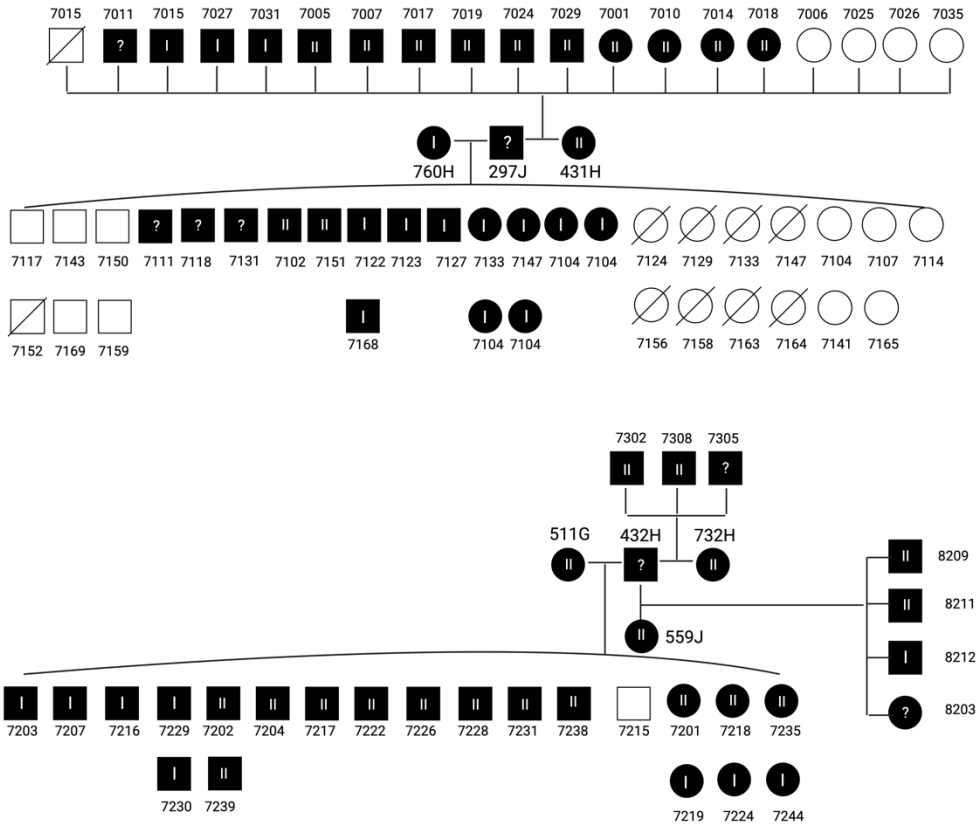 7015 7011 7015 7027 7031 7005 7007 7017 7019 7024 7029 7001 7010 7014 7018 7006 7025 7026 7035
? I I I II II II II II II II II II II
I ? II
760H 297J 431H
? ? ? II II I I I I I I I
7117 7143 7150 7111 7118 7131 7102 7151 7122 7123 7127 7133 7147 7104 7104 7124 7129 7133 7147 7104 7107 7114
I I I
7152 7169 7159 7168 7104 7104 7156 7158 7163 7164 7141 7165
7302 7308 7305
II II ?
511G 432H 732H
II ? II
II 8209
II 8211
II 559J
I 8212
? 8203
I I I I II II II II II II II II II II II
7203 7207 7216 7229 7202 7204 7217 7222 7226 7228 7231 7238 7215 7201 7218 7235
I II I I I
7230 7239 7219 7224 7244